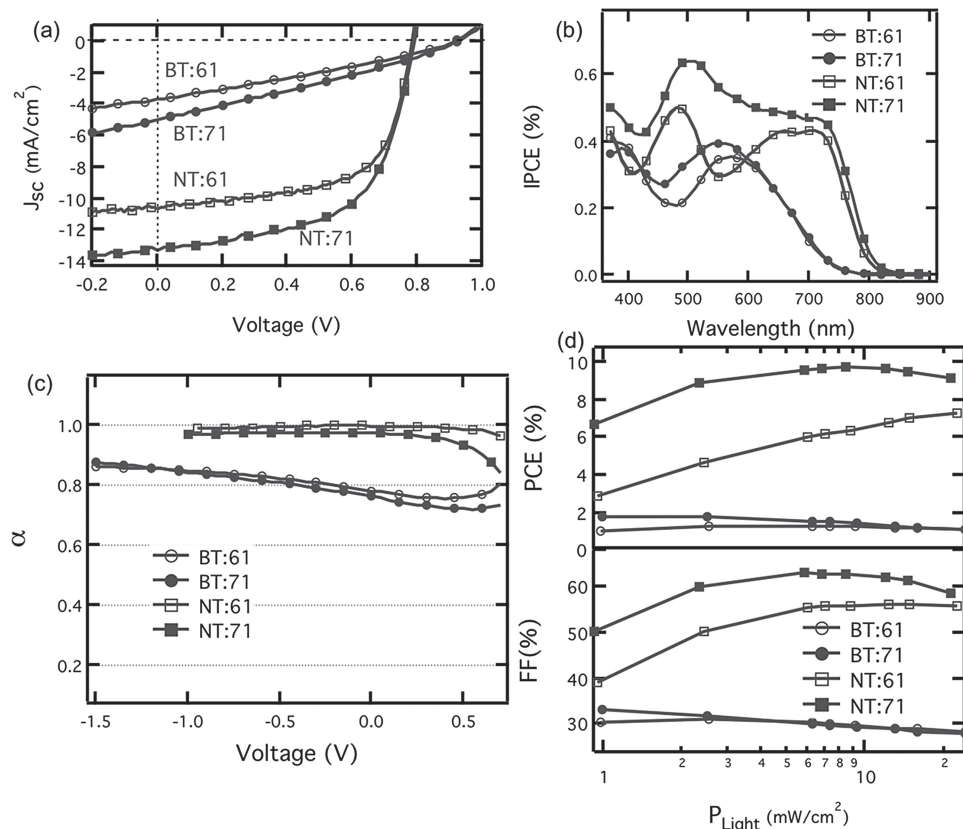 (a)
0
-2
-4
-6
-8
-10
-12
-14
J_SC (mA/cm²)
BT:61
BT:71
NT:61
NT:71
-0.2 0.0 0.2 0.4 0.6 0.8 1.0
Voltage (V)
(b)
0.6
0.4
0.2
0.0
IPCE (%)
BT:61
BT:71
NT:61
NT:71
400 500 600 700 800 900
Wavelength (nm)
(c)
1.0
0.8
0.6
0.4
0.2
α
BT:61
BT:71
NT:61
NT:71
-1.5 -1.0 -0.5 0.0 0.5
Voltage (V)
(d)
10
8
6
4
2
0
PCE (%)
0
60
50
40
30
FF(%)
BT:61
BT:71
NT:61
NT:71
1 2 3 4 5 6 7 8 9 10 2
P_Light (mW/cm²)